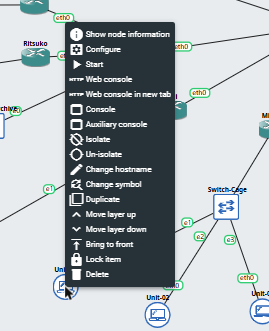 eth0
Show node information
Configure
Ritsuko
eth0
Start
HTTP Web console
eth0
HTTP Web console in new tab
Console
Auxiliary console
Isolate
Un-isolate
Change hostname
e1
Change symbol
Switch-Cage
Duplicate
Move layer up
e1
Move layer down
e2
e3
Bring to front
Lock item
Delete
eth0
Unit-02